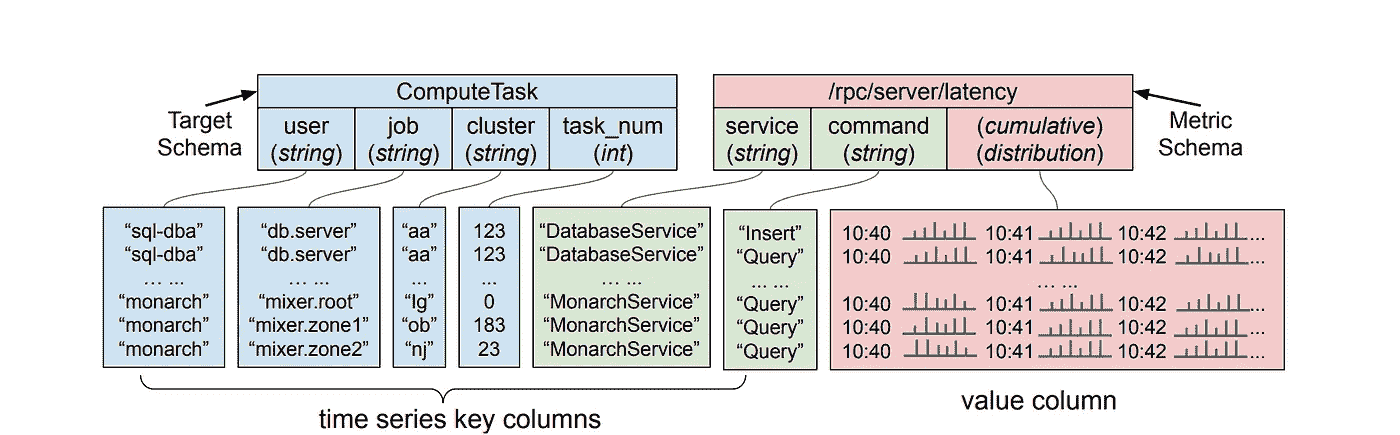 ComputeTask
/rpc/server/latency
Target
Schema
user
(string)
job
(string)
cluster
(string)
task_num
(int)
service
(string)
command
(string)
(cumulative)
(distribution)
Metric
Schema
“sql-dba” “db.server” “aa” 123 “DatabaseService” “Insert” 10:40 10:41 10:42 ...
“sql-dba” “db.server” “aa” 123 “DatabaseService” “Query” 10:40 10:41 10:42 ...
... ... ... ... ... ... ... ... ... ... ... ...
“monarch” “mixer.root” “lg” 0 “MonarchService” “Query” 10:40 10:41 10:42 ...
“monarch” “mixer.zone1” “ob” 183 “MonarchService” “Query” 10:40 10:41 10:42 ...
“monarch” “mixer.zone2” “nj” 23 “MonarchService” “Query” 10:40 10:41 10:42 ...
time series key columns
value column